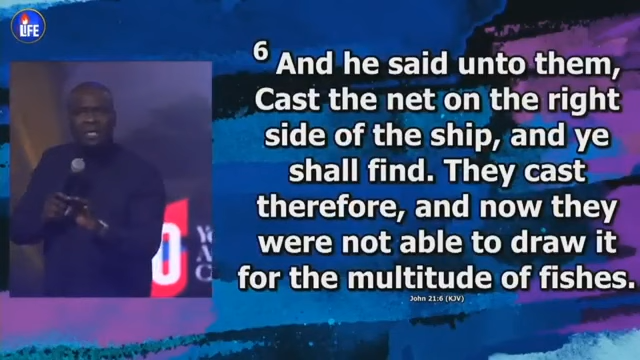 LIFE
6 And he said unto them,
Cast the net on the right
side of the ship, and ye
shall find. They cast
therefore, and now they
were not able to draw it
for the multitude of fishes.
John 21:6 (KJV)